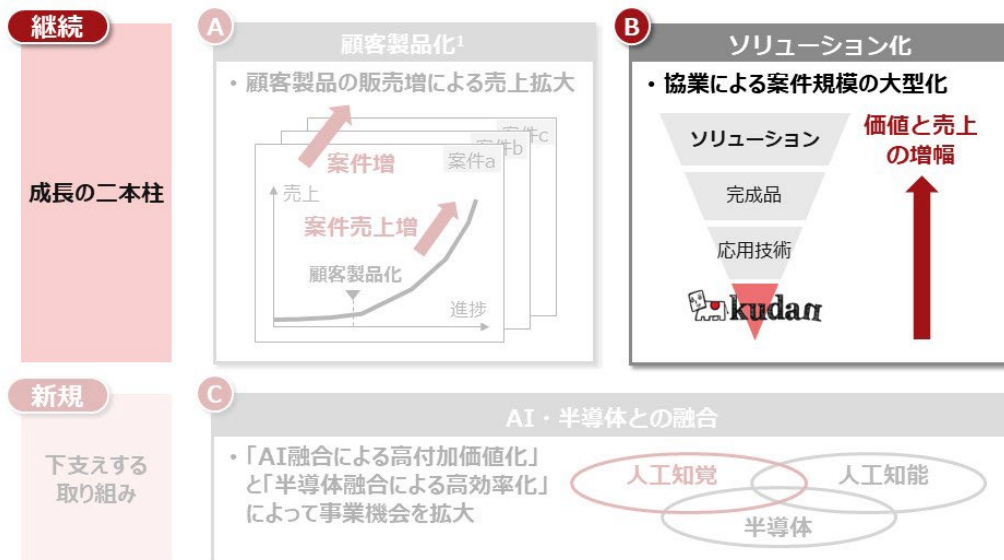 継続
成長の二本柱
A
顧客製品化¹
・顧客製品の販売増による売上拡大
案件c
案件b
案件a
案件増
売上
案件売上増
顧客製品化
進捗
B
ソリューション化
・協業による案件規模の大型化
ソリューション
完成品
応用技術
kudan
価値と売上
の増幅
新規
下支えする
取り組み
C
AI・半導体との融合
・「AI融合による高付加価値化」
と「半導体融合による高効率化」
によって事業機会を拡大
人工知覚
人工知能
半導体